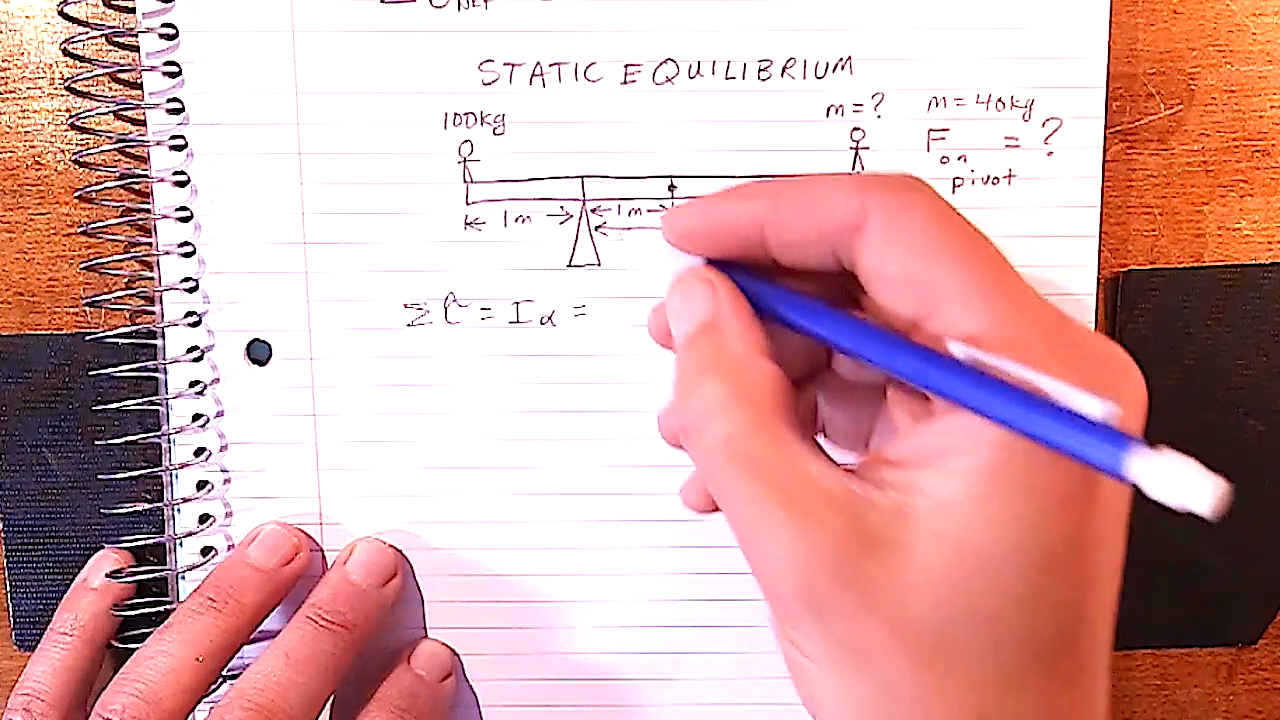 STATIC EQUILIBRIUM
100kg
m = ?
m = 40kg
F on pivot = ?
1m
1m
Στ = Iα =